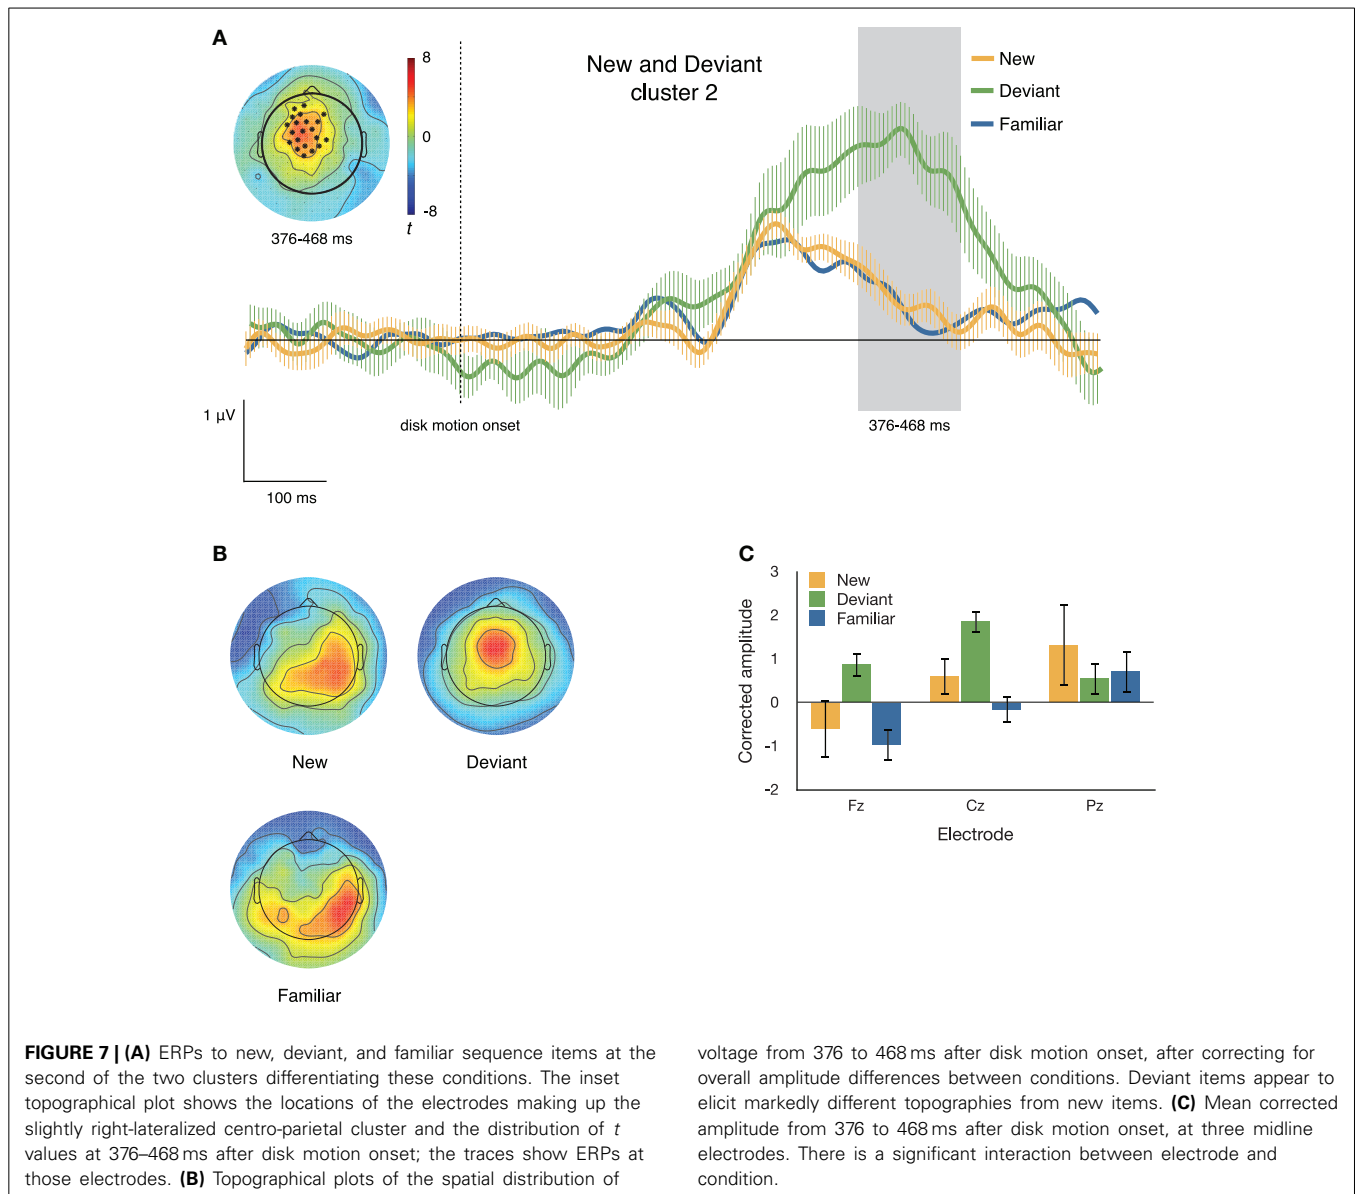 A
8
0
-8
t
376-468 ms
New and Deviant
cluster 2
New
Deviant
Familiar
1 µV
100 ms
disk motion onset
376-468 ms
B
New
Deviant
Familiar
C
New
Deviant
Familiar
3
2
1
0
-1
-2
Corrected amplitude
Fz
Cz
Pz
Electrode
FIGURE 7 | (A) ERPs to new, deviant, and familiar sequence items at the
second of the two clusters differentiating these conditions. The inset
topographical plot shows the locations of the electrodes making up the
slightly right-lateralized centro-parietal cluster and the distribution of t
values at 376–468 ms after disk motion onset; the traces show ERPs at
those electrodes. (B) Topographical plots of the spatial distribution of
voltage from 376 to 468 ms after disk motion onset, after correcting for
overall amplitude differences between conditions. Deviant items appear to
elicit markedly different topographies from new items. (C) Mean corrected
amplitude from 376 to 468 ms after disk motion onset, at three midline
electrodes. There is a significant interaction between electrode and
condition.